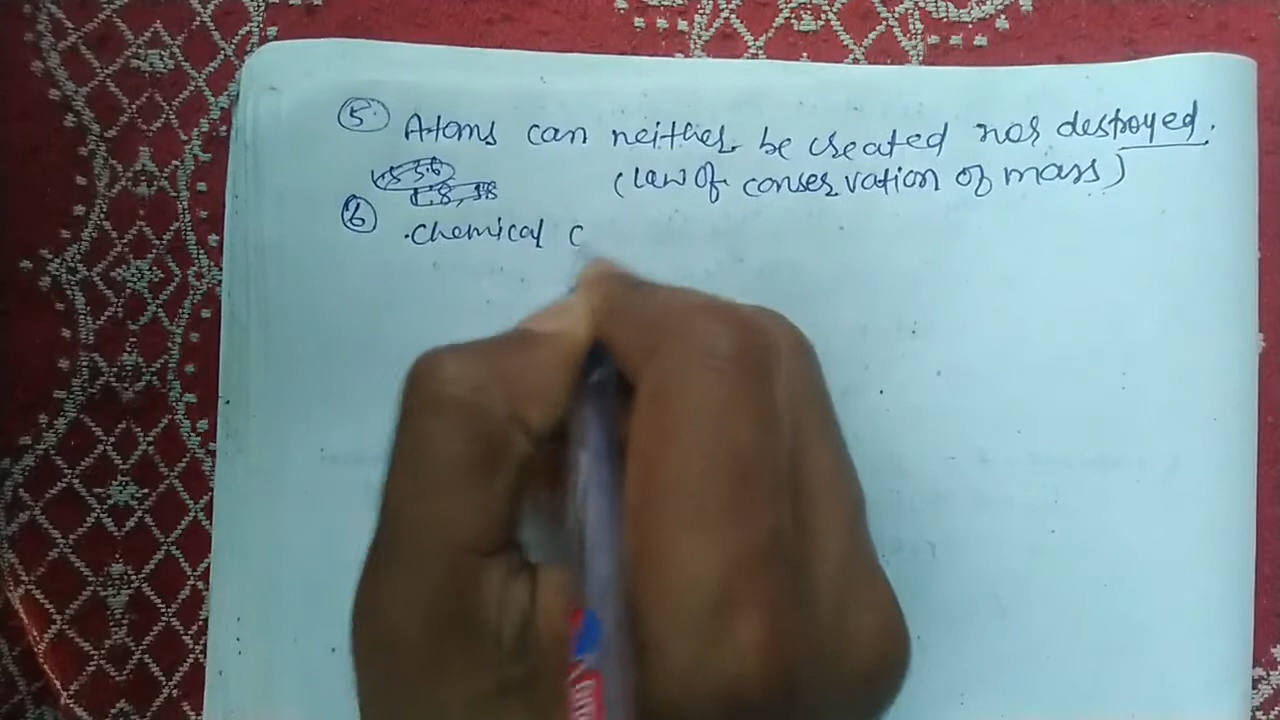 5. Atoms can neither be created nor destroyed.
(Law of conservation of mass)
6 .chemical c